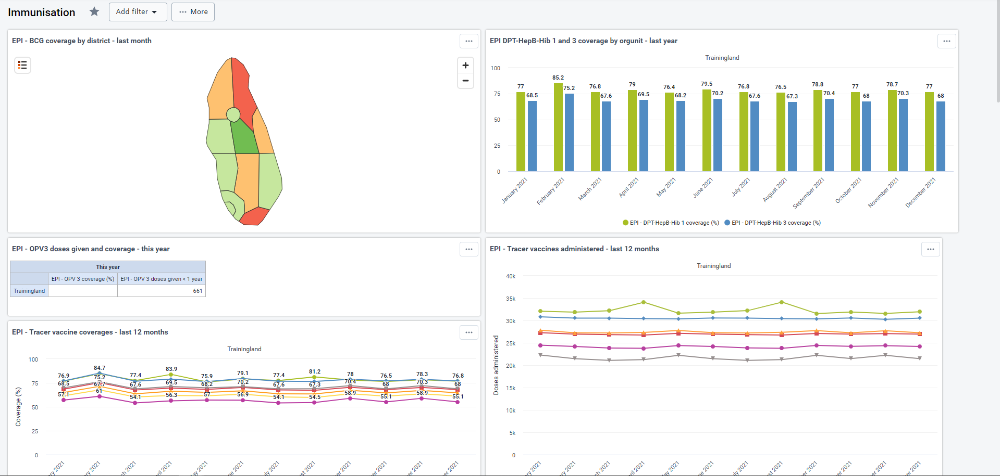 Immunisation
Add filter
More
EPI - BCG coverage by district - last month
EPI DPT-HepB-Hib 1 and 3 coverage by orgunit - last year
Trainingland
100
75
50
25
0
77
68.5
85.2
75.2
76.8
67.6
79
69.5
76.4
68.2
79.5
70.2
76.8
67.6
76.5
67.3
78.8
70.4
77
68
78.7
70.3
77
68
January 2021
February 2021
March 2021
April 2021
May 2021
June 2021
July 2021
August 2021
September 2021
October 2021
November 2021
December 2021
EPI - DPT-HepB-Hib 1 coverage (%)
EPI - DPT-HepB-Hib 3 coverage (%)
EPI - OPV3 doses given and coverage - this year
This year
EPI - OPV 3 coverage (%) EPI - OPV 3 doses given < 1 year
Trainingland 661
EPI - Tracer vaccines administered - last 12 months
Trainingland
Doses administered
40k
35k
30k
25k
20k
15k
10k
5k
0
ry 2021
ry 2021
ch 2021
ril 2021
ay 2021
ne 2021
ly 2021
ust 2021
er 2021
er 2021
er 2021
er 2021
EPI - Tracer vaccine coverages - last 12 months
Trainingland
Coverage (%)
100
75
50
25
0
76.9 84.7 77.4 83.9 75.9 79.1 77.4 81.2 78 76.5 78.3 76.8
68.5 75.2 67.6 69.5 68.2 70.2 67.6 67.3 70.4 68 70.3 68
67.7
57.1 61 54.1 56.3 57 56.9 54.1 54.5 58.9 55.1 58.9 55.1
ry 2021
ry 2021
ch 2021
ril 2021
ay 2021
ne 2021
ly 2021
ust 2021
er 2021
er 2021
er 2021
er 2021